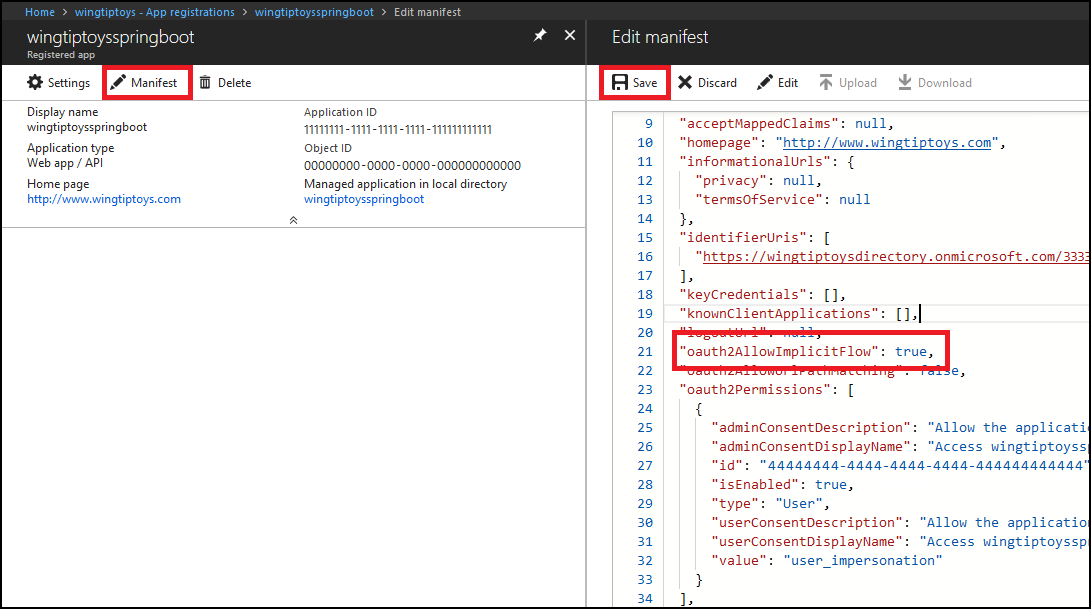 Home > wingtiptoys - App registrations > wingtiptoysspringboot > Edit manifest
wingtiptoysspringboot
Registered app
Settings Manifest Delete
Display name
wingtiptoysspringboot
Application type
Web app / API
Home page
http://www.wingtiptoys.com
Application ID
11111111-1111-1111-1111-111111111111
Object ID
00000000-0000-0000-000000000000
Managed application in local directory
wingtiptoysspringboot
Edit manifest
Save Discard Edit Upload Download
9 "acceptMappedClaims": null,
10 "homepage": "http://www.wingtiptoys.com",
11 "informationalUrls": {
12 "privacy": null,
13 "termsOfService": null
14 },
15 "identifierUris": [
16 "https://wingtiptoysdirectory.onmicrosoft.com/3333
17 ],
18 "keyCredentials": [],
19 "knownClientApplications": [],
20 "logoutUrl": null,
21 "oauth2AllowImplicitFlow": true,
22 "oauth2AllowUrlPathMatching": false,
23 "oauth2Permissions": [
24 {
25 "adminConsentDescription": "Allow the applicatio
26 "adminConsentDisplayName": "Access wingtiptoyssp
27 "id": "44444444-4444-4444-4444-444444444444"
28 "isEnabled": true,
29 "type": "User",
30 "userConsentDescription": "Allow the application
31 "userConsentDisplayName": "Access wingtiptoysspr
32 "value": "user_impersonation"
33 }
34 ],